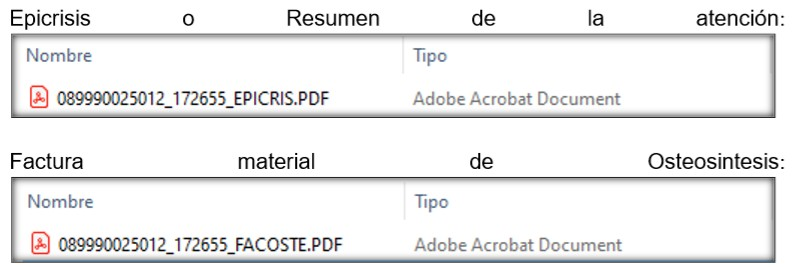 Epicrisis o Resumen de la atención:
Nombre Tipo
089990025012_172655_EPICRIS.PDF Adobe Acrobat Document
Factura material de Osteosintesis:
Nombre Tipo
089990025012_172655_FACOSTE.PDF Adobe Acrobat Document